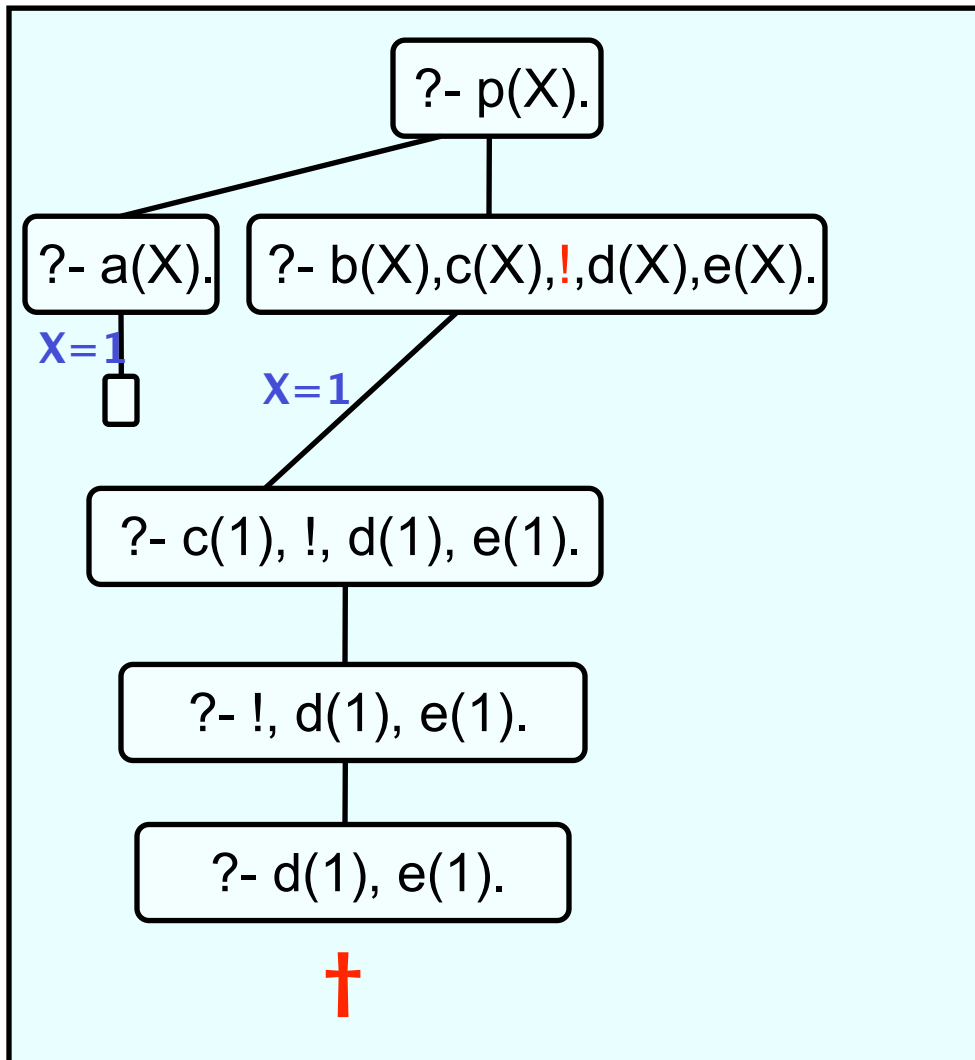 ?- p(X).
?- a(X).
?- b(X),c(X),!,d(X),e(X).
X=1
X=1
?- c(1), !, d(1), e(1).
?- !, d(1), e(1).
?- d(1), e(1).
†